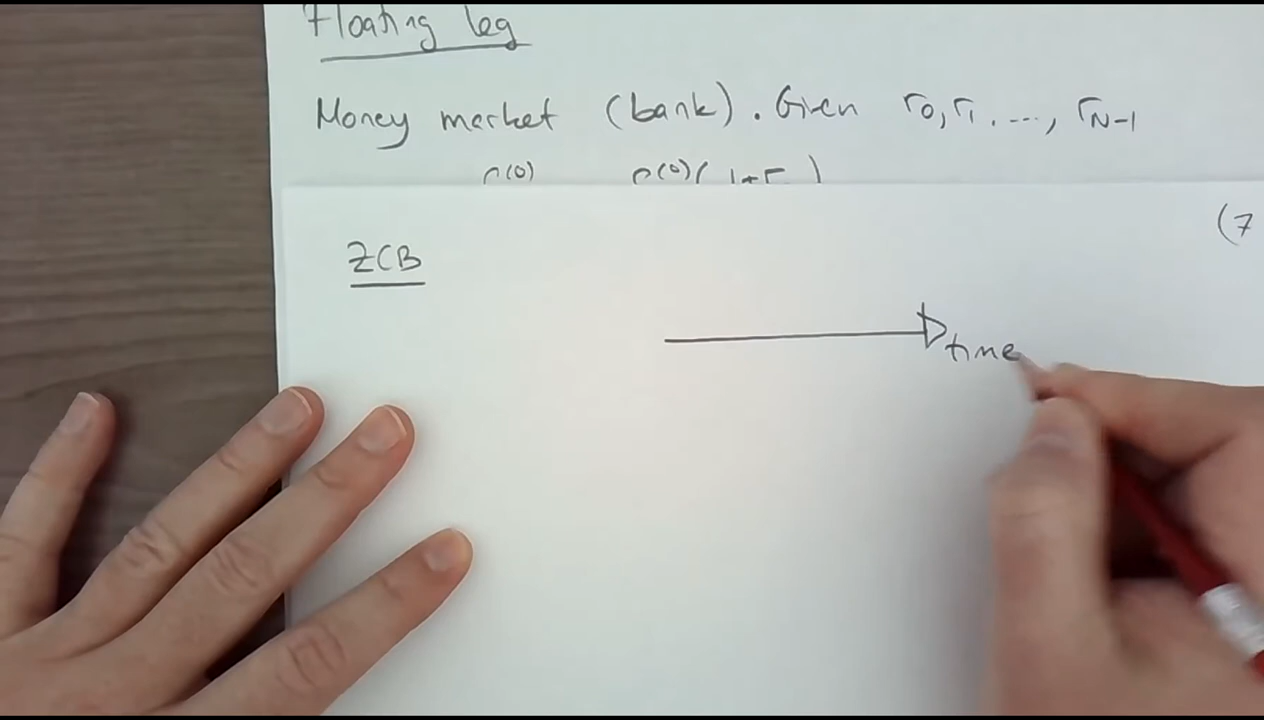 Floating leg
Money market (bank). Given r0, r1, ..., rN-1
(7
ZCB
time